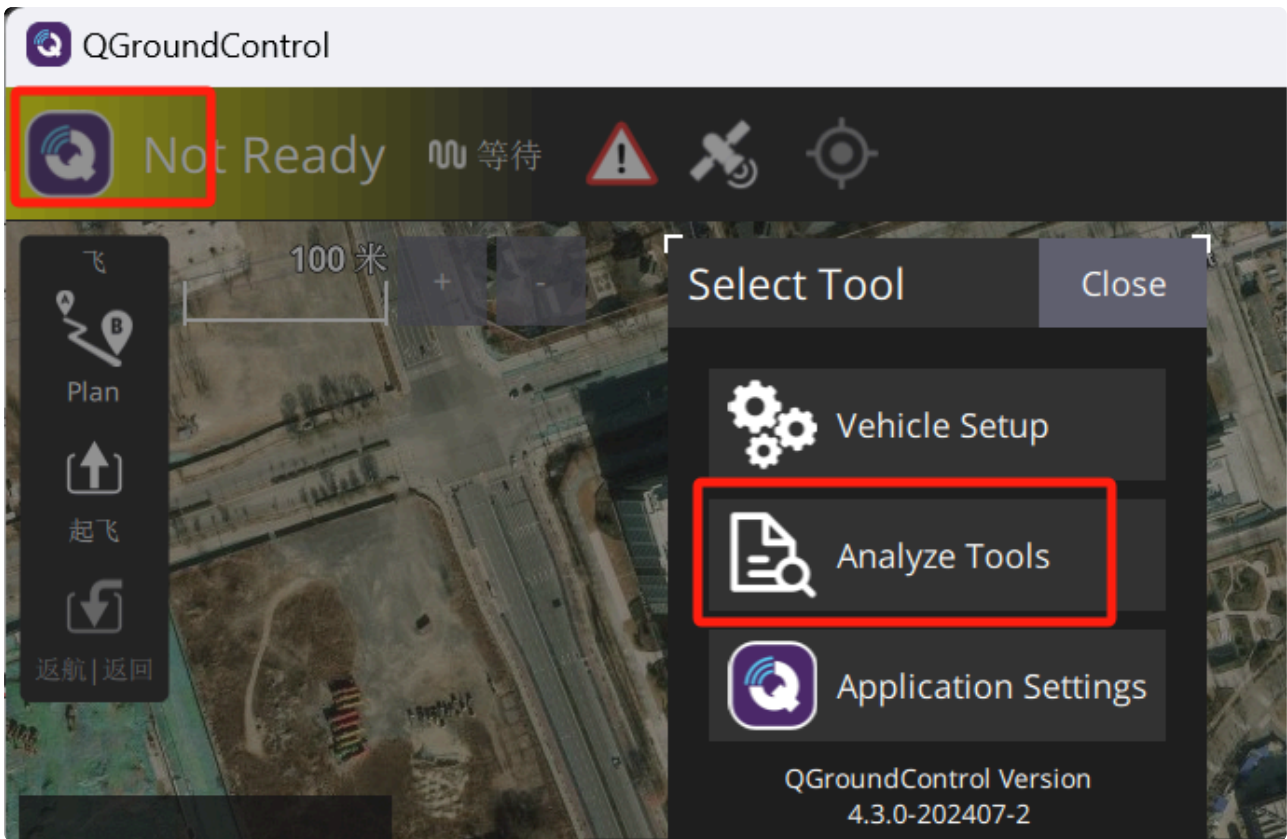 QGroundControl
Not Ready
等待
飞
100 米
+
-
Select Tool
Close
Plan
Vehicle Setup
起飞
Analyze Tools
返航|返回
Application Settings
QGroundControl Version
4.3.0-202407-2